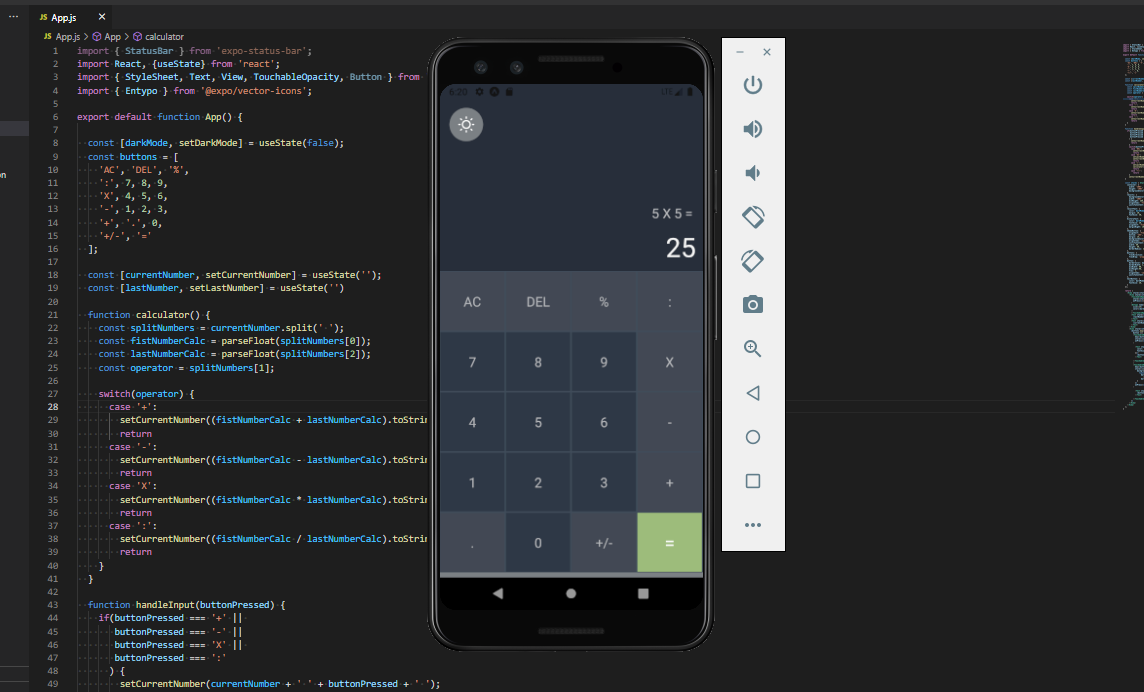 App.js
App.js > App > calculator
1 import { StatusBar } from 'expo-status-bar';
2 import React, {useState} from 'react';
3 import { StyleSheet, Text, View, TouchableOpacity, Button } from
4 import { Entypo } from '@expo/vector-icons';
5
6 export default function App() {
7
8 const [darkMode, setDarkMode] = useState(false);
9 const buttons = [
10 'AC', 'DEL', '%',
11 ':', 7, 8, 9,
12 'X', 4, 5, 6,
13 '-', 1, 2, 3,
14 '+', '.', 0,
15 '+/-', '='
16 ];
17
18 const [currentNumber, setCurrentNumber] = useState('');
19 const [lastNumber, setLastNumber] = useState('')
20
21 function calculator() {
22 const splitNumbers = currentNumber.split(' ');
23 const fistNumberCalc = parseFloat(splitNumbers[0]);
24 const lastNumberCalc = parseFloat(splitNumbers[2]);
25 const operator = splitNumbers[1];
26
27 switch(operator) {
28 case '+':
29 setCurrentNumber((fistNumberCalc + lastNumberCalc).toStrin
30 return
31 case '-':
32 setCurrentNumber((fistNumberCalc - lastNumberCalc).toStrin
33 return
34 case 'X':
35 setCurrentNumber((fistNumberCalc * lastNumberCalc).toStrin
36 return
37 case ':':
38 setCurrentNumber((fistNumberCalc / lastNumberCalc).toStrin
39 return
40 }
41 }
42
43 function handleInput(buttonPressed) {
44 if(buttonPressed === '+' ||
45 buttonPressed === '-' ||
46 buttonPressed === 'X' ||
47 buttonPressed === ':'
48 ) {
49 setCurrentNumber(currentNumber + ' ' + buttonPressed + ' ');
on
6:20 LTE
5 X 5 =
25
AC DEL % :
7 8 9 X
4 5 6 -
1 2 3 +
. 0 +/- =